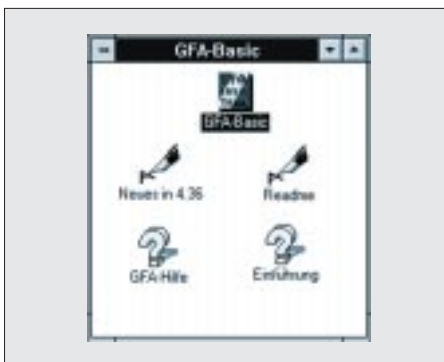 GFA-Basic
GFA-Basic
Neues in 4.36
Readme
GFA-Hilfe
Einführung